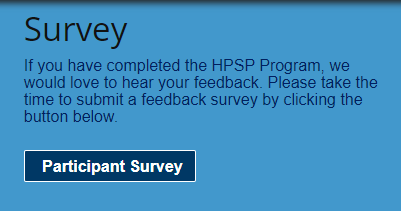 Survey
If you have completed the HPSP Program, we
would love to hear your feedback. Please take the
time to submit a feedback survey by clicking the
button below.
Participant Survey